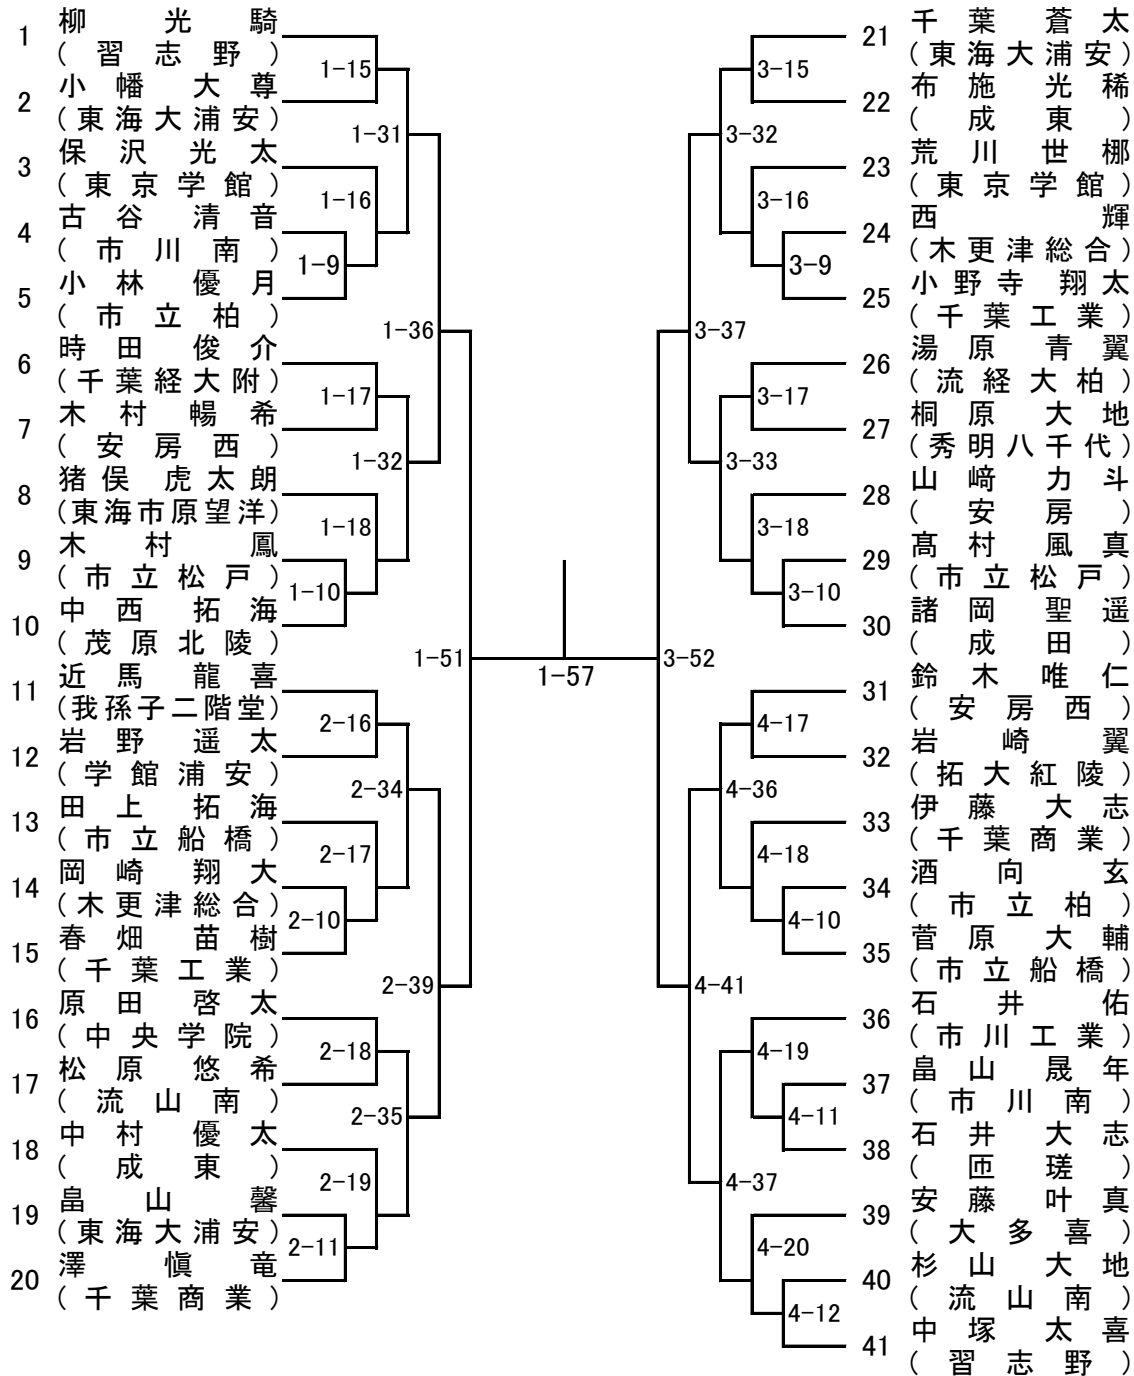 1 柳光騎
(習志野)
2 小幡大尊
(東海大浦安)
3 保沢光太
(東京学館)
4 古谷清音
(市川南)
5 小林優月
(市立柏)
6 時田俊介
(千葉経大附)
7 木村暢希
(安房西)
8 猪俣虎太朗
(東海市原望洋)
9 木村鳳
(市立松戸)
10 中西拓海
(茂原北陵)
11 近馬龍喜
(我孫子二階堂)
12 岩野遥太
(学館浦安)
13 田上拓海
(市立船橋)
14 岡崎翔大
(木更津総合)
15 春畑苗樹
(千葉工業)
16 原田啓太
(中央学院)
17 松原悠希
(流山南)
18 中村優太
(成東)
19 畠山馨
(東海大浦安)
20 澤愼竜
(千葉商業)
1-15
1-31
1-16
1-9
1-36
1-17
1-32
1-18
1-10
1-51
2-16
2-34
2-17
2-10
2-39
2-18
2-35
2-19
2-11
1-57
3-15
3-32
3-16
3-9
3-37
3-17
3-33
3-18
3-10
3-52
4-17
4-36
4-18
4-10
4-41
4-19
4-11
4-37
4-20
4-12
21 千葉蒼太
(東海大浦安)
22 布施光稀
(成東)
23 荒川世梛
(東京学館)
24 西輝
(木更津総合)
25 小野寺翔太
(千葉工業)
26 湯原青翼
(流経大柏)
27 桐原大地
(秀明八千代)
28 山﨑力斗
(安房)
29 髙村風真
(市立松戸)
30 諸岡聖遥
(成田)
31 鈴木唯仁
(安房西)
32 岩崎翼
(拓大紅陵)
33 伊藤大志
(千葉商業)
34 酒向玄
(市立柏)
35 菅原大輔
(市立船橋)
36 石井佑
(市川工業)
37 畠山晟年
(市川南)
38 石井大志
(匝瑳)
39 安藤叶真
(大多喜)
40 杉山大地
(流山南)
41 中塚太喜
(習志野)